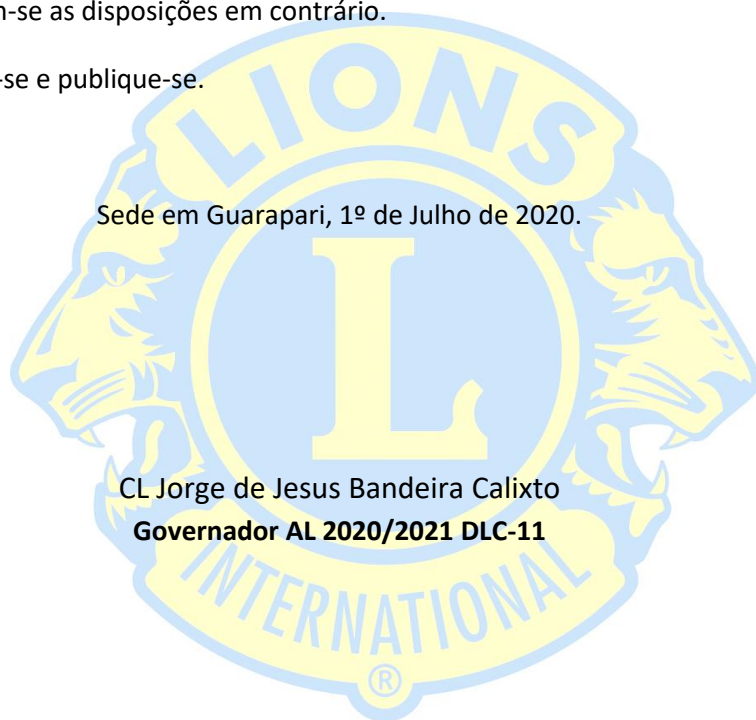 -se as disposições em contrário.
-se e publique-se.
LIONS
Sede em Guarapari, 1º de Julho de 2020.
L
CL Jorge de Jesus Bandeira Calixto
Governador AL 2020/2021 DLC-11
INTERNATIONAL
®